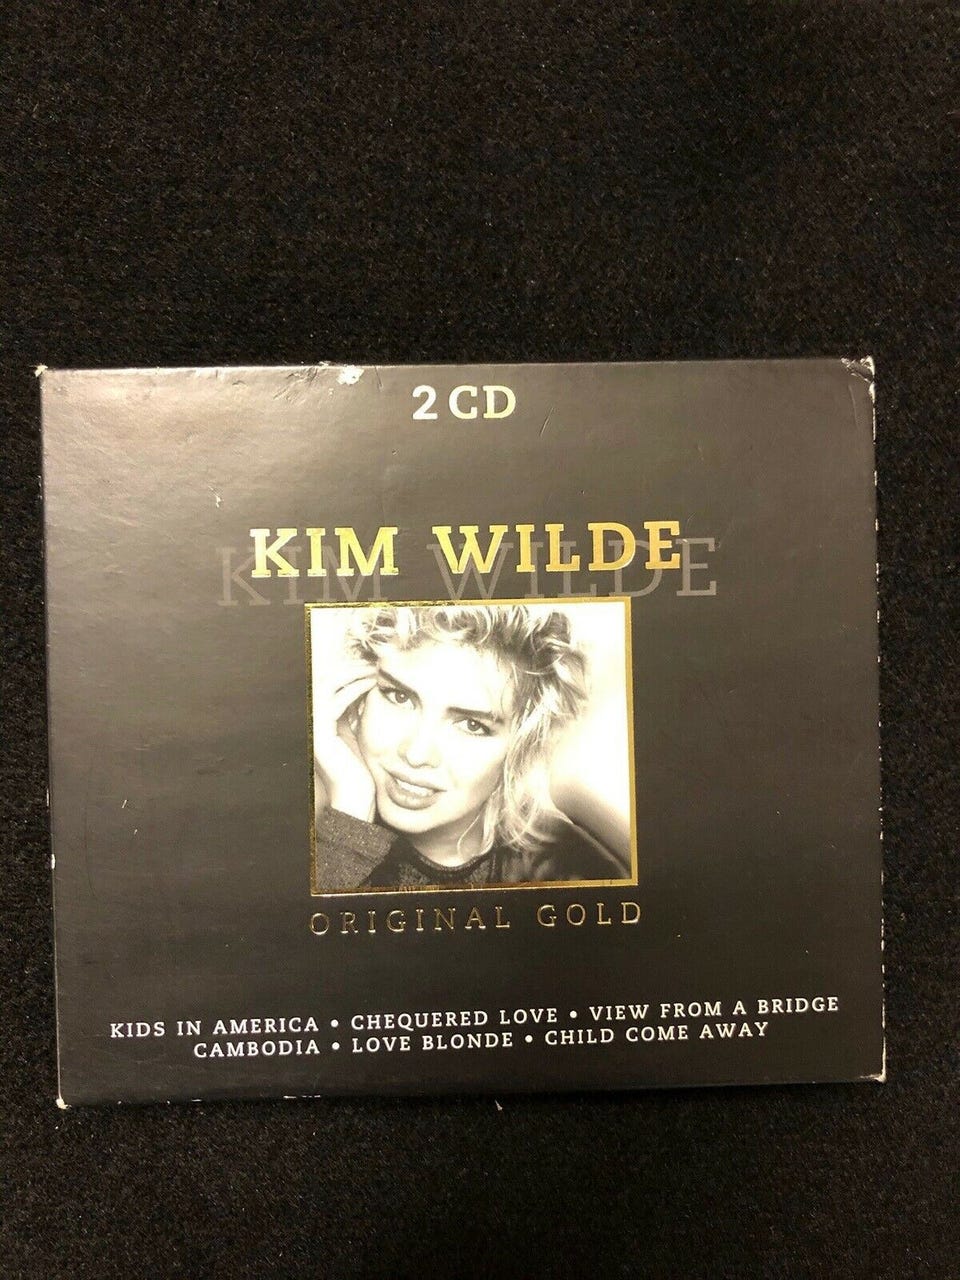 2 CD
KIM WILDE
KIM WILDE
ORIGINAL GOLD
KIDS IN AMERICA • CHEQUERED LOVE • VIEW FROM A BRIDGE
CAMBODIA • LOVE BLONDE • CHILD COME AWAY